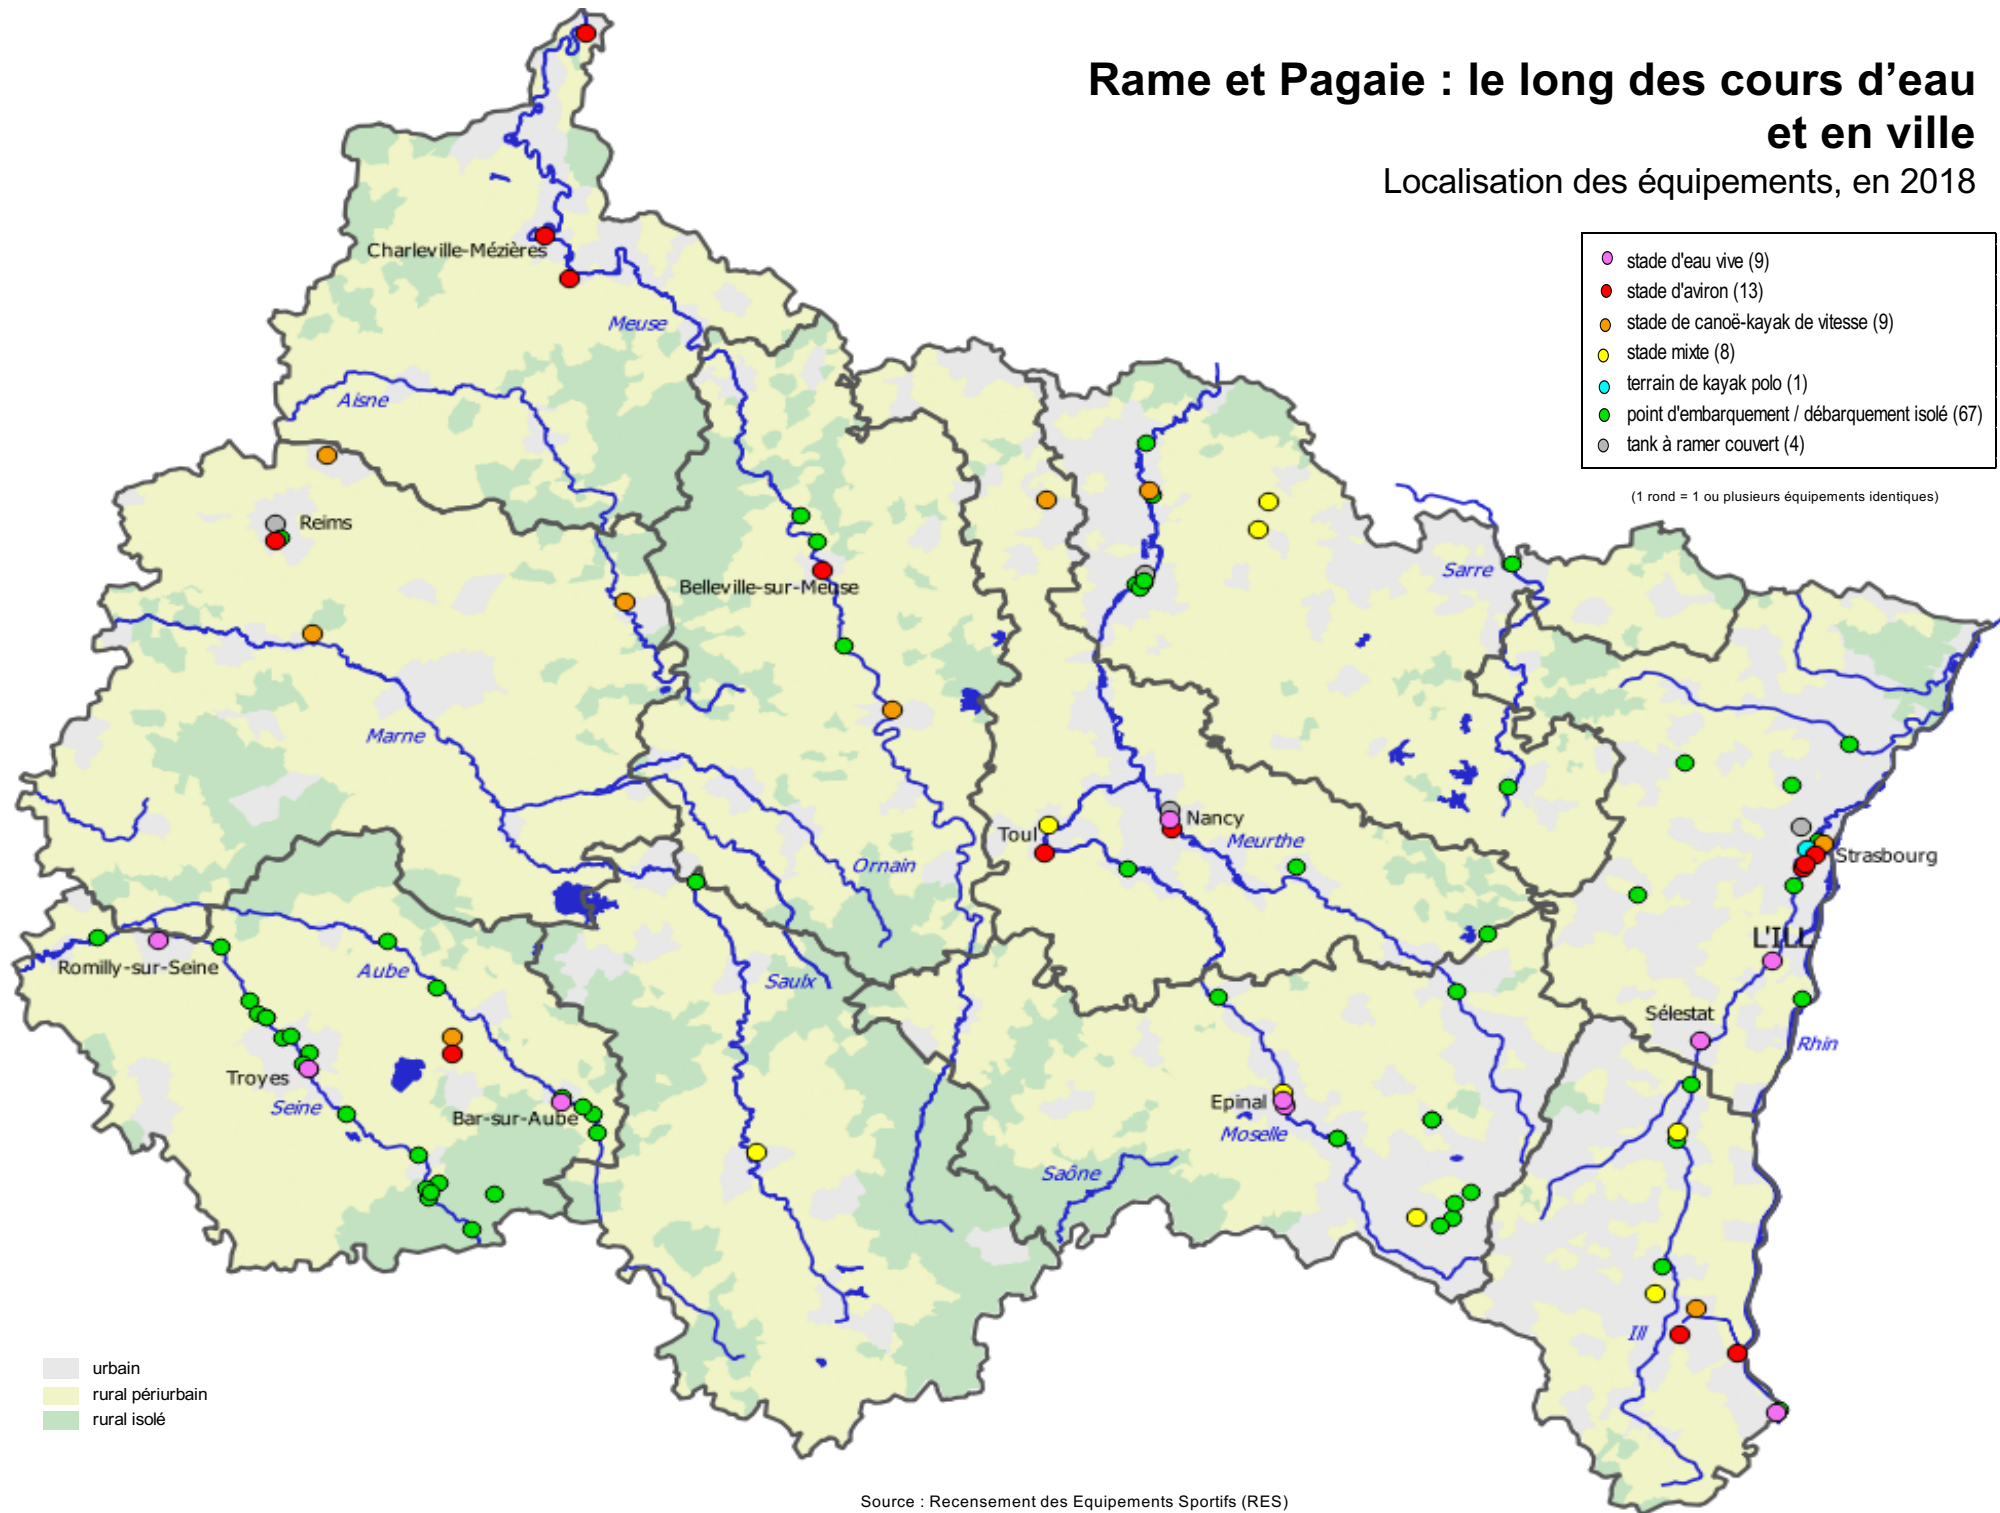 Rame et Pagaie : le long des cours d'eau
et en ville
Localisation des équipements, en 2018
stade d'eau vive (9)
stade d'aviron (13)
stade de canoë-kayak de vitesse (9)
stade mixte (8)
terrain de kayak polo (1)
point d'embarquement / débarquement isolé (67)
tank à ramer couvert (4)
(1 rond = 1 ou plusieurs équipements identiques)
Charleville-Mézières
Meuse
Aisne
Reims
Sarre
Belleville-sur-Meuse
Marne
Nancy
Toul
Meurthe
Strasbourg
Ornain
L'ILL
Romilly-sur-Seine
Aube
Saulx
Sélestat
Rhin
Troyes
Seine
Bar-sur-Aube
Epinal
Moselle
Saône
Ill
urbain
rural périurbain
rural isolé
Source : Recensement des Equipements Sportifs (RES)